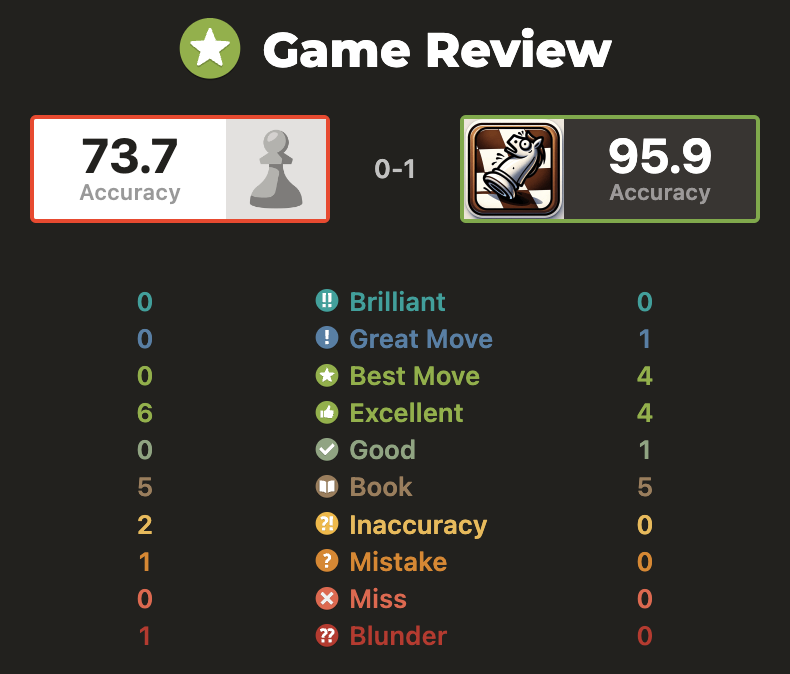 Game Review
73.7
Accuracy
0-1
95.9
Accuracy
0 !! Brilliant 0
0 ! Great Move 1
0 Best Move 4
6 Excellent 4
0 Good 1
5 Book 5
2 ?! Inaccuracy 0
1 ? Mistake 0
0 Miss 0
1 ?? Blunder 0